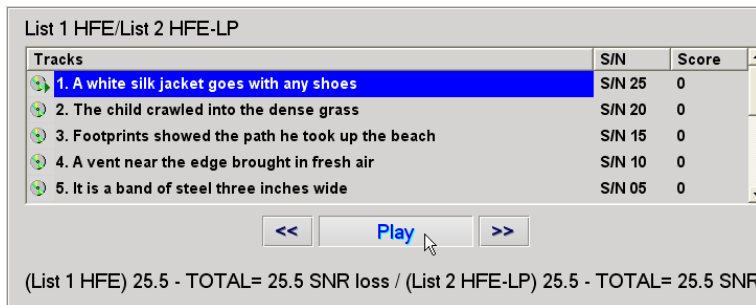 List 1 HFE/List 2 HFE-LP
Tracks S/N Score
1. A white silk jacket goes with any shoes S/N 25 0
2. The child crawled into the dense grass S/N 20 0
3. Footprints showed the path he took up the beach S/N 15 0
4. A vent near the edge brought in fresh air S/N 10 0
5. It is a band of steel three inches wide S/N 05 0
<< Play >>
(List 1 HFE) 25.5 - TOTAL= 25.5 SNR loss / (List 2 HFE-LP) 25.5 - TOTAL= 25.5 SNR